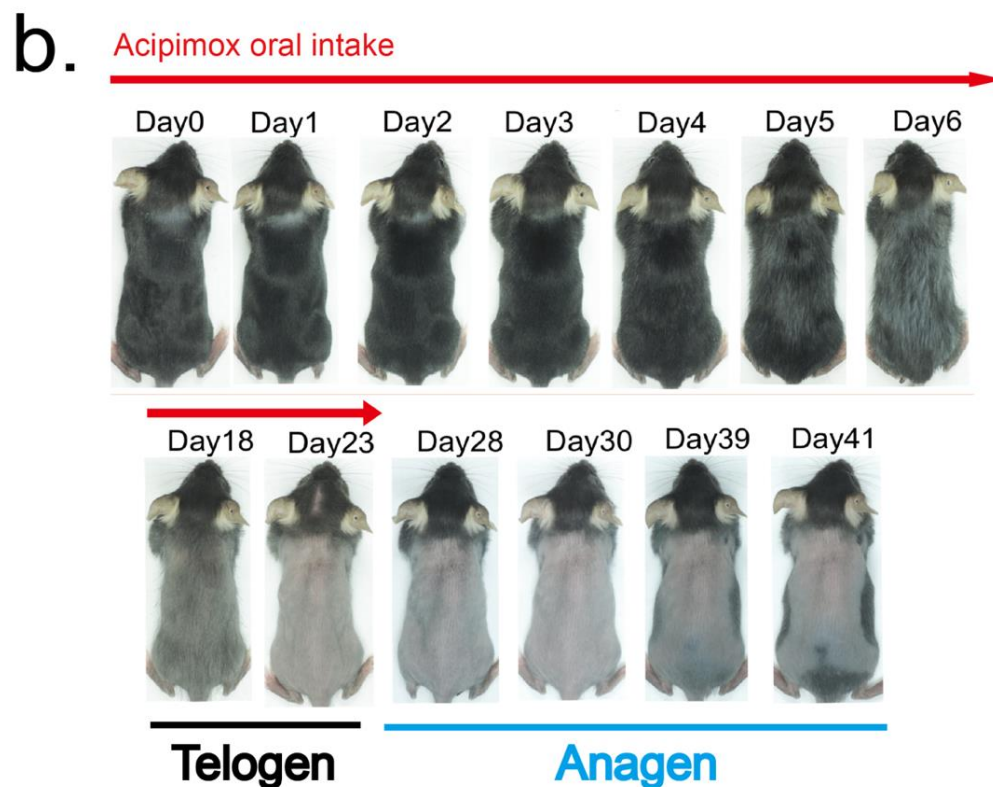 b.
Acipimox oral intake
Day0 Day1 Day2 Day3 Day4 Day5 Day6
Day18 Day23 Day28 Day30 Day39 Day41
Telogen Anagen